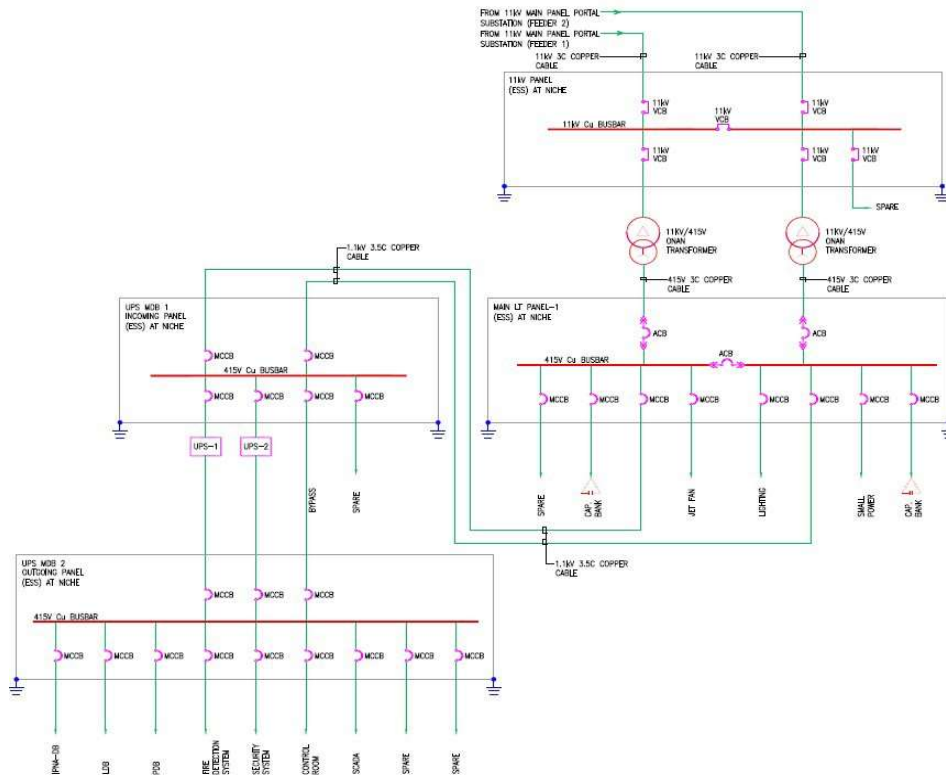 FROM 11kV MAIN PANEL PORTAL
SUBSTATION (FEEDER 2)
FROM 11kV MAIN PANEL PORTAL
SUBSTATION (FEEDER 1)
11kV 3C COPPER
CABLE
11kV 3C COPPER
CABLE
11kV PANEL
(ESS) AT NICHE
11kV
VCB
11kV
VCB
11kV
VCB
11kV Cu BUSBAR
11kV
VCB
11kV
VCB
11kV
VCB
SPARE
11KV/415V
ONAN
TRANSFORMER
11KV/415V
ONAN
TRANSFORMER
1.1kV 3.5C COPPER
CABLE
415V 3C COPPER
CABLE
415V 3C COPPER
CABLE
UPS MDB 1
INCOMING PANEL
(ESS) AT NICHE
MAIN LT PANEL-1
(ESS) AT NICHE
ACB
ACB
ACB
MCCB
MCCB
415V Cu BUSBAR
415V Cu BUSBAR
MCCB
MCCB
MCCB
MCCB
MCCB
MCCB
MCCB
MCCB
MCCB
MCCB
MCCB
MCCB
UPS-1
UPS-2
BYPASS
SPARE
SPARE
CAP.
BANK
JET FAN
LIGHTING
SMALL
POWER
CAP.
BANK
1.1kV 3.5C COPPER
CABLE
UPS MDB 2
OUTGOING PANEL
(ESS) AT NICHE
MCCB
MCCB
MCCB
415V Cu BUSBAR
MCCB
MCCB
MCCB
MCCB
MCCB
MCCB
MCCB
MCCB
MCCB
IPNA-DB
LDB
PDB
FIRE
DETECTION
SYSTEM
SECURITY
SYSTEM
CONTROL
ROOM
SCADA
SPARE
SPARE